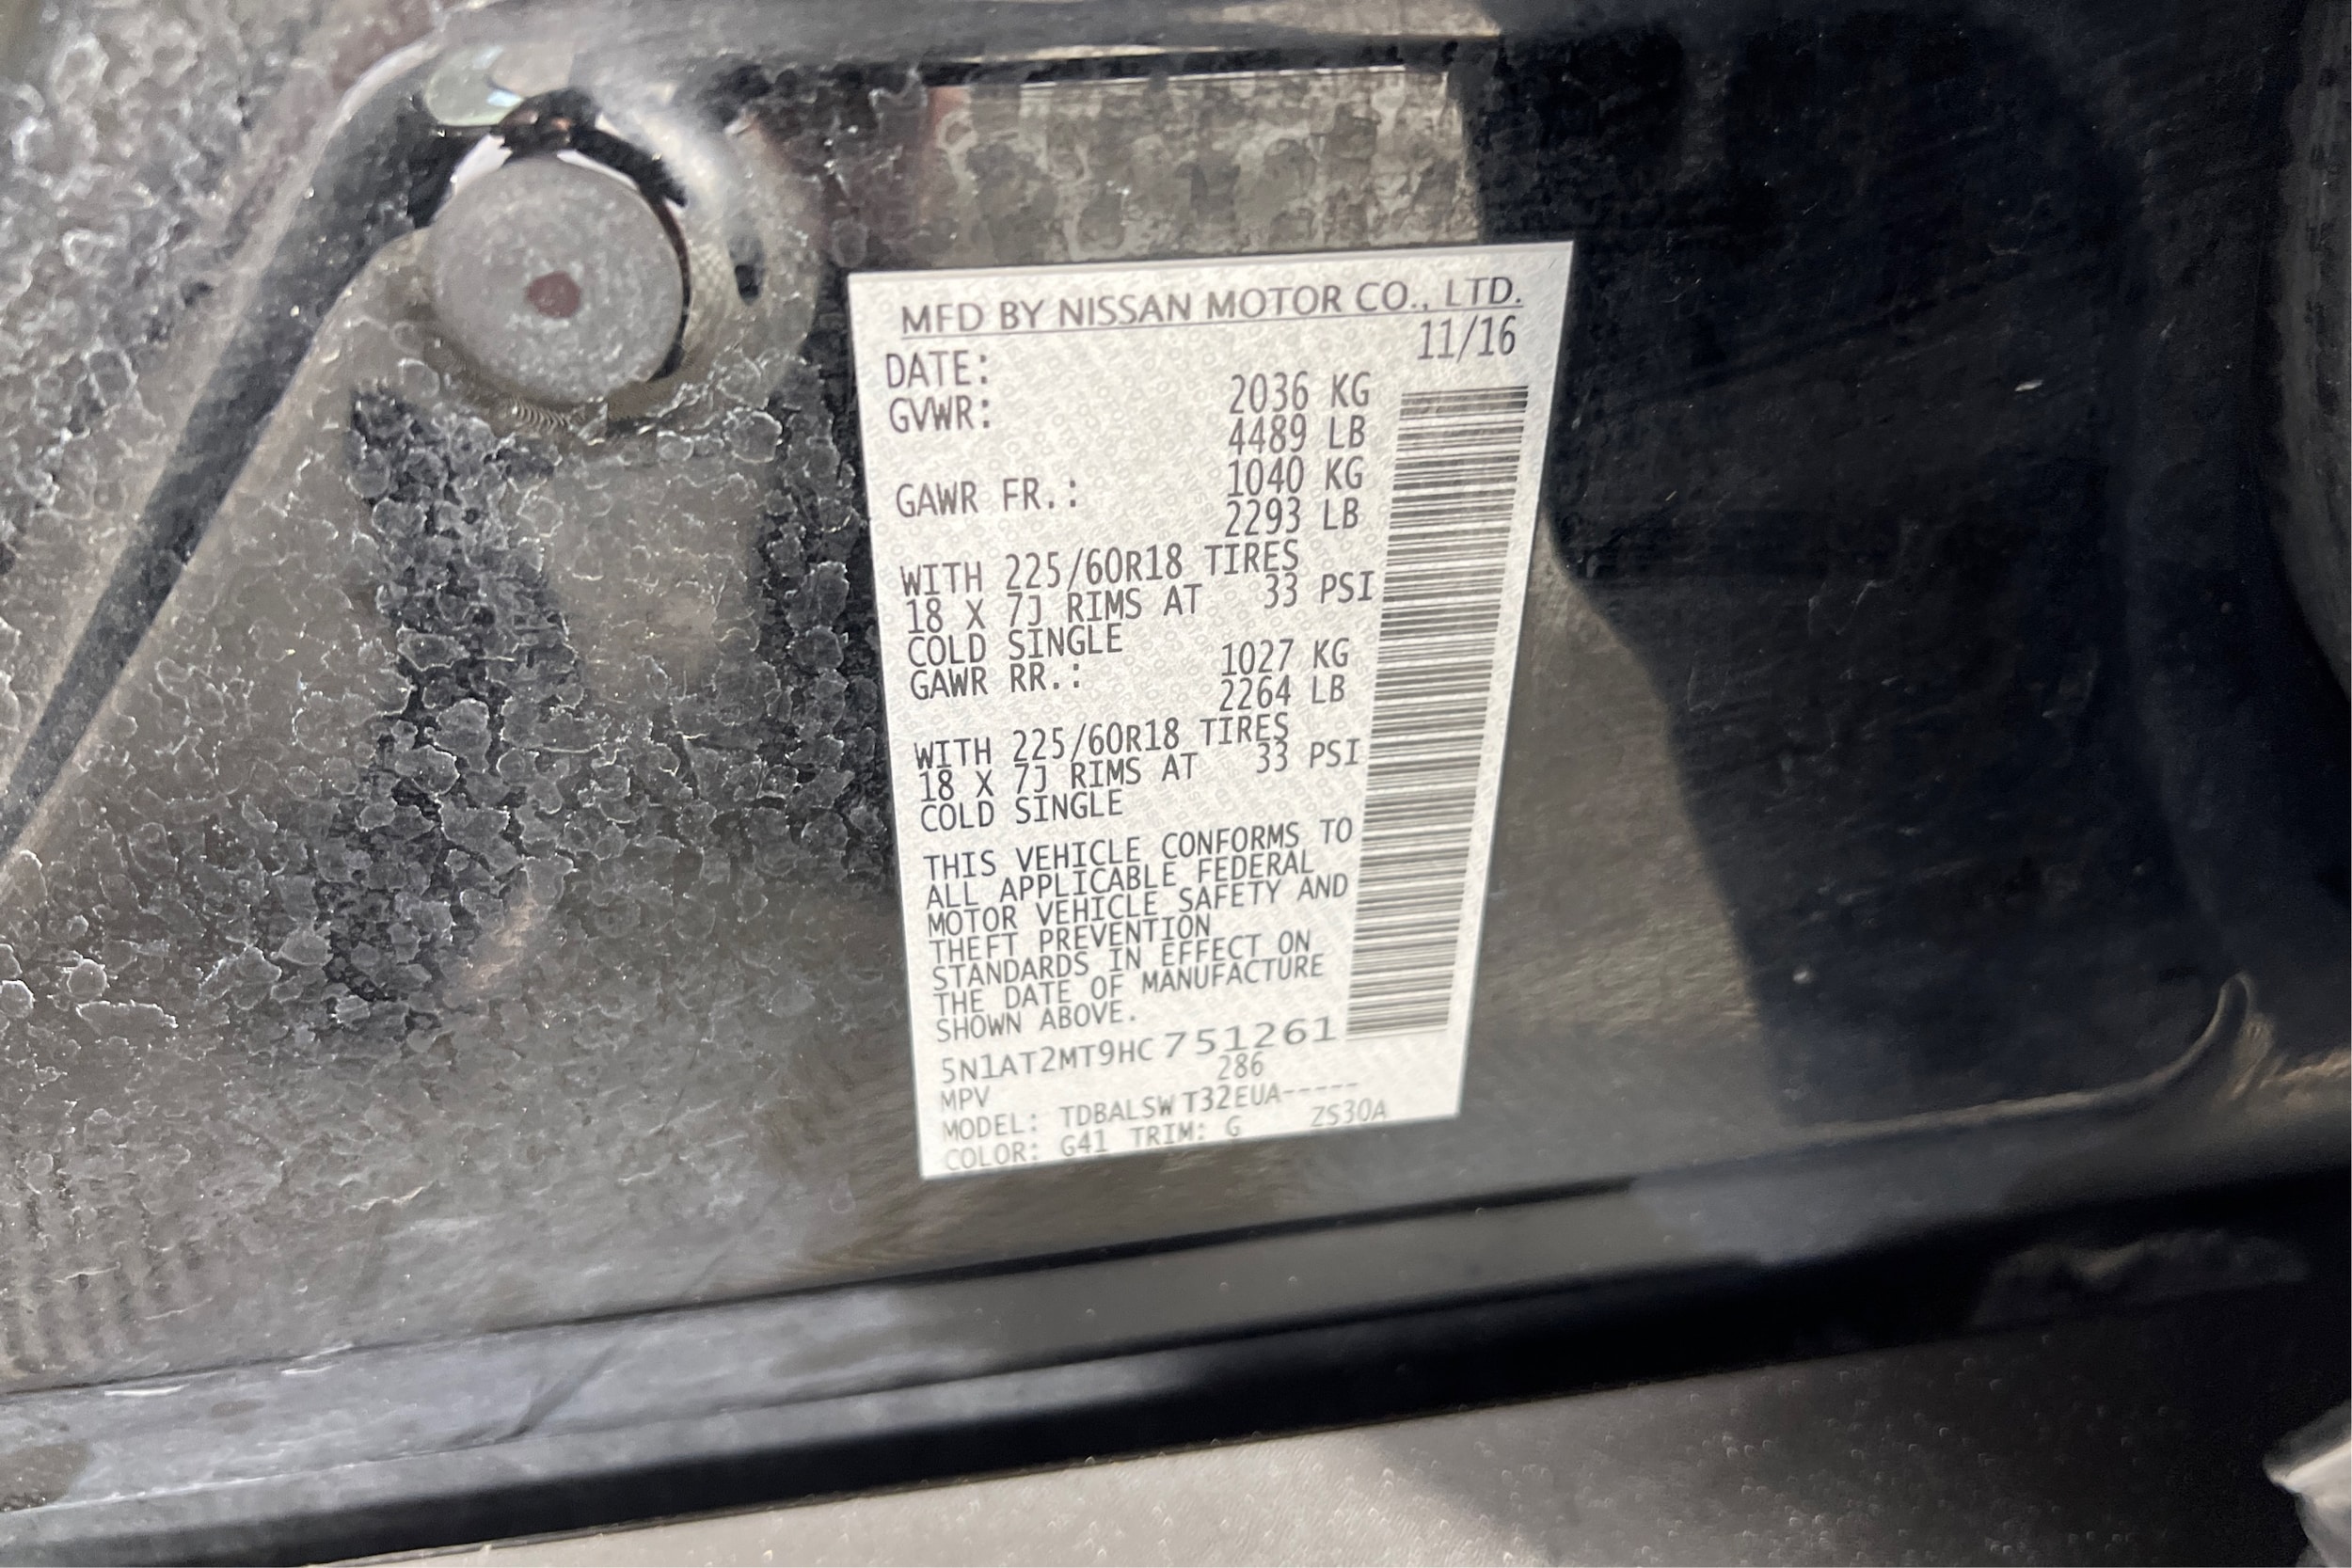 MFD BY NISSAN MOTOR CO., LTD.
DATE: 11/16
GVWR: 2036 KG
4489 LB
GAWR FR.: 1040 KG
2293 LB
WITH 225/60R18 TIRES
18 X 7J RIMS AT 33 PSI
COLD SINGLE
GAWR RR.: 1027 KG
2264 LB
WITH 225/60R18 TIRES
18 X 7J RIMS AT 33 PSI
COLD SINGLE
THIS VEHICLE CONFORMS TO
ALL APPLICABLE FEDERAL
MOTOR VEHICLE SAFETY AND
THEFT PREVENTION
STANDARDS IN EFFECT ON
THE DATE OF MANUFACTURE
SHOWN ABOVE.
5N1AT2MT9HC751261
MPV 286
MODEL: TDBALSWT32EUA-----
COLOR: G41 TRIM: G ZS30A